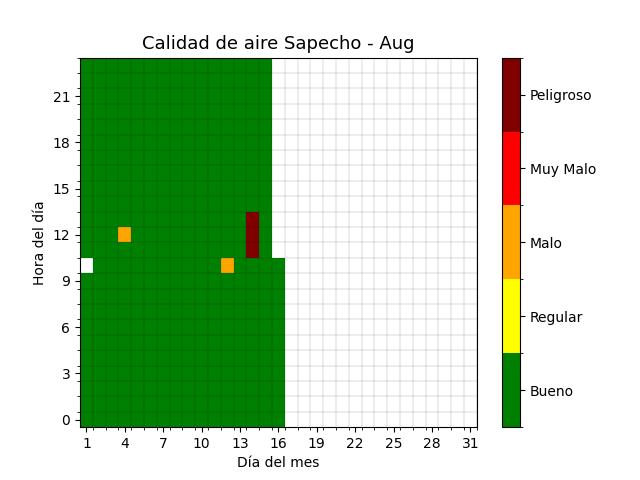 Calidad de aire Sapecho - Aug
Hora del día
21
18
15
12
9
6
3
0
1 4 7 10 13 16 19 22 25 28 31
Día del mes
Peligroso
Muy Malo
Malo
Regular
Bueno